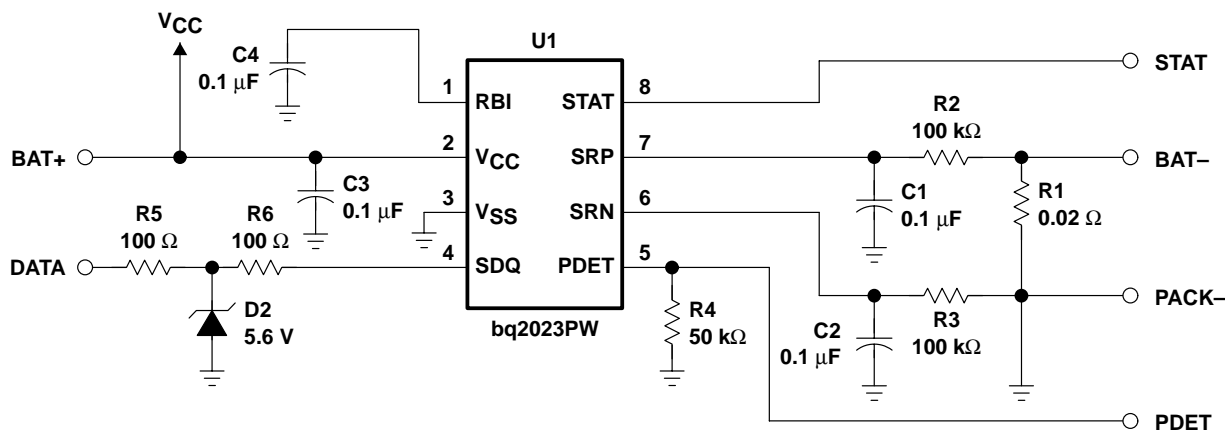 VCC
C4
0.1 μF
U1
1
RBI
STAT
8
STAT
R2
100 kΩ
BAT+
2
VCC
SRP
7
BAT–
C3
0.1 μF
C1
0.1 μF
R1
0.02 Ω
3
VSS
SRN
6
R5
100 Ω
R6
100 Ω
DATA
4
SDQ
PDET
5
D2
5.6 V
R4
50 kΩ
C2
0.1 μF
R3
100 kΩ
PACK–
bq2023PW
PDET